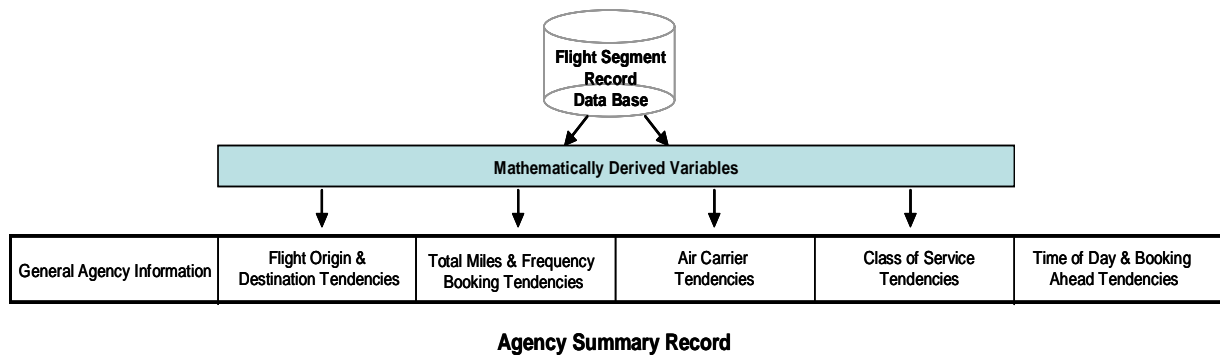 Flight Segment
Record
Data Base
Mathematically Derived Variables
General Agency Information
Flight Origin &
Destination Tendencies
Total Miles & Frequency
Booking Tendencies
Air Carrier
Tendencies
Class of Service
Tendencies
Time of Day & Booking
Ahead Tendencies
Agency Summary Record